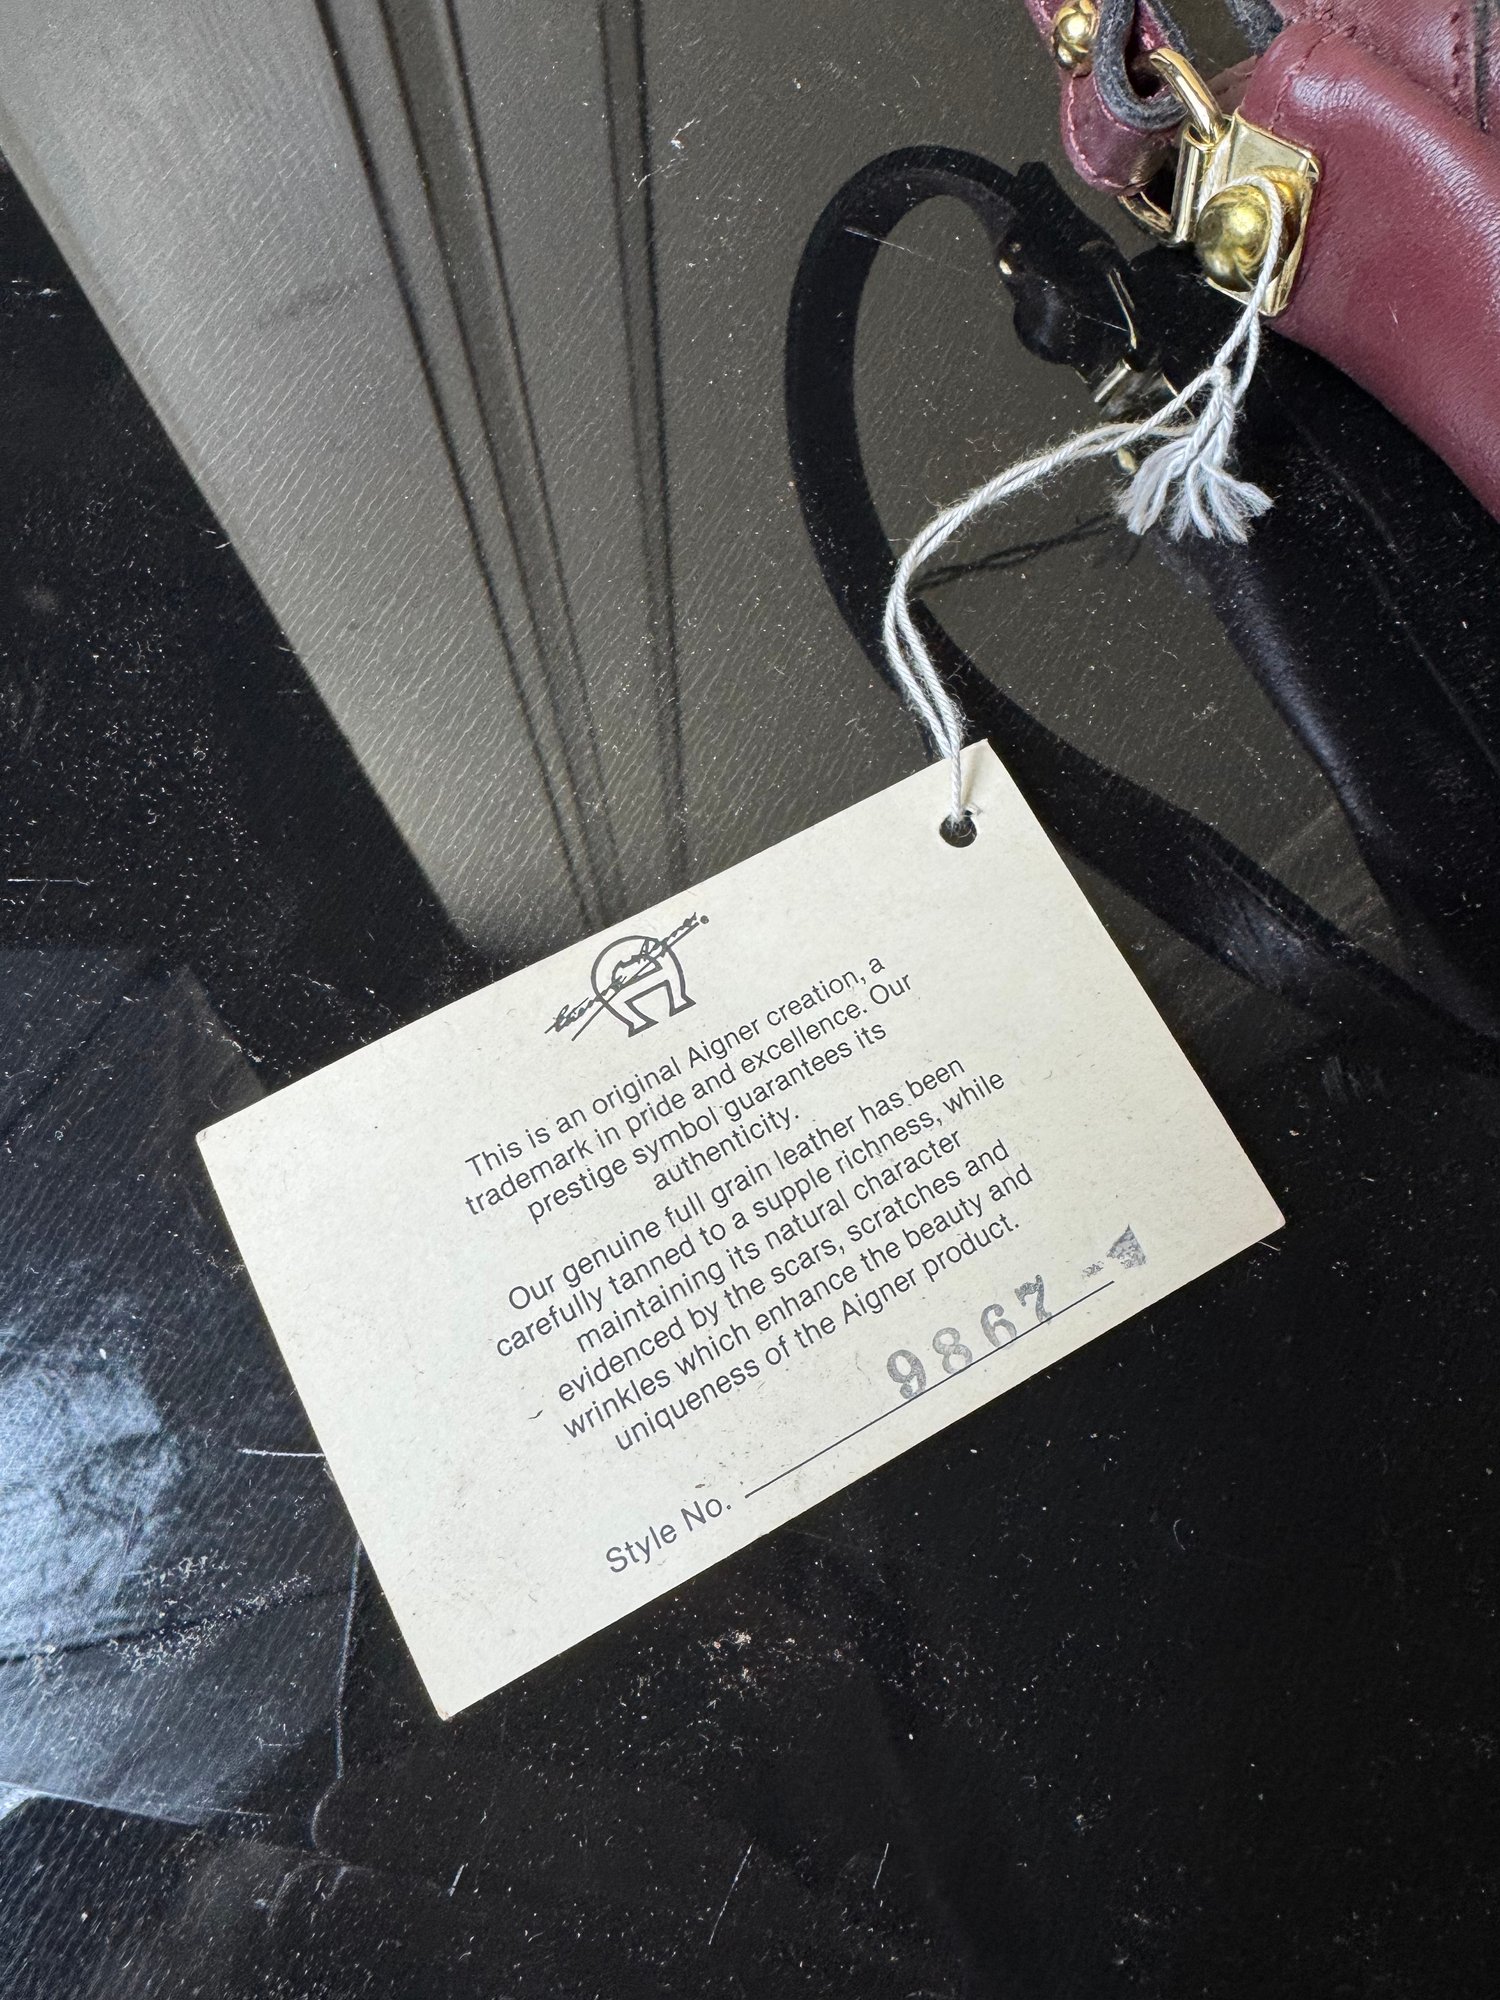 Etienne Aigner
This is an original Aigner creation, a
trademark in pride and excellence. Our
prestige symbol guarantees its
authenticity.
Our genuine full grain leather has been
carefully tanned to a supple richness, while
maintaining its natural character
evidenced by the scars, scratches and
wrinkles which enhance the beauty and
uniqueness of the Aigner product.
Style No. 9867